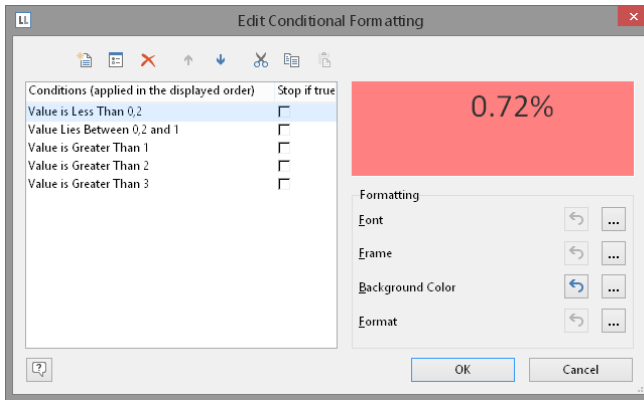 LL
Edit Conditional Formatting
x
Conditions (applied in the displayed order) Stop if true
Value is Less Than 0,2
Value Lies Between 0,2 and 1
Value is Greater Than 1
Value is Greater Than 2
Value is Greater Than 3
0.72%
Formatting
Font ...
Frame ...
Background Color ...
Format ...
?
OK
Cancel